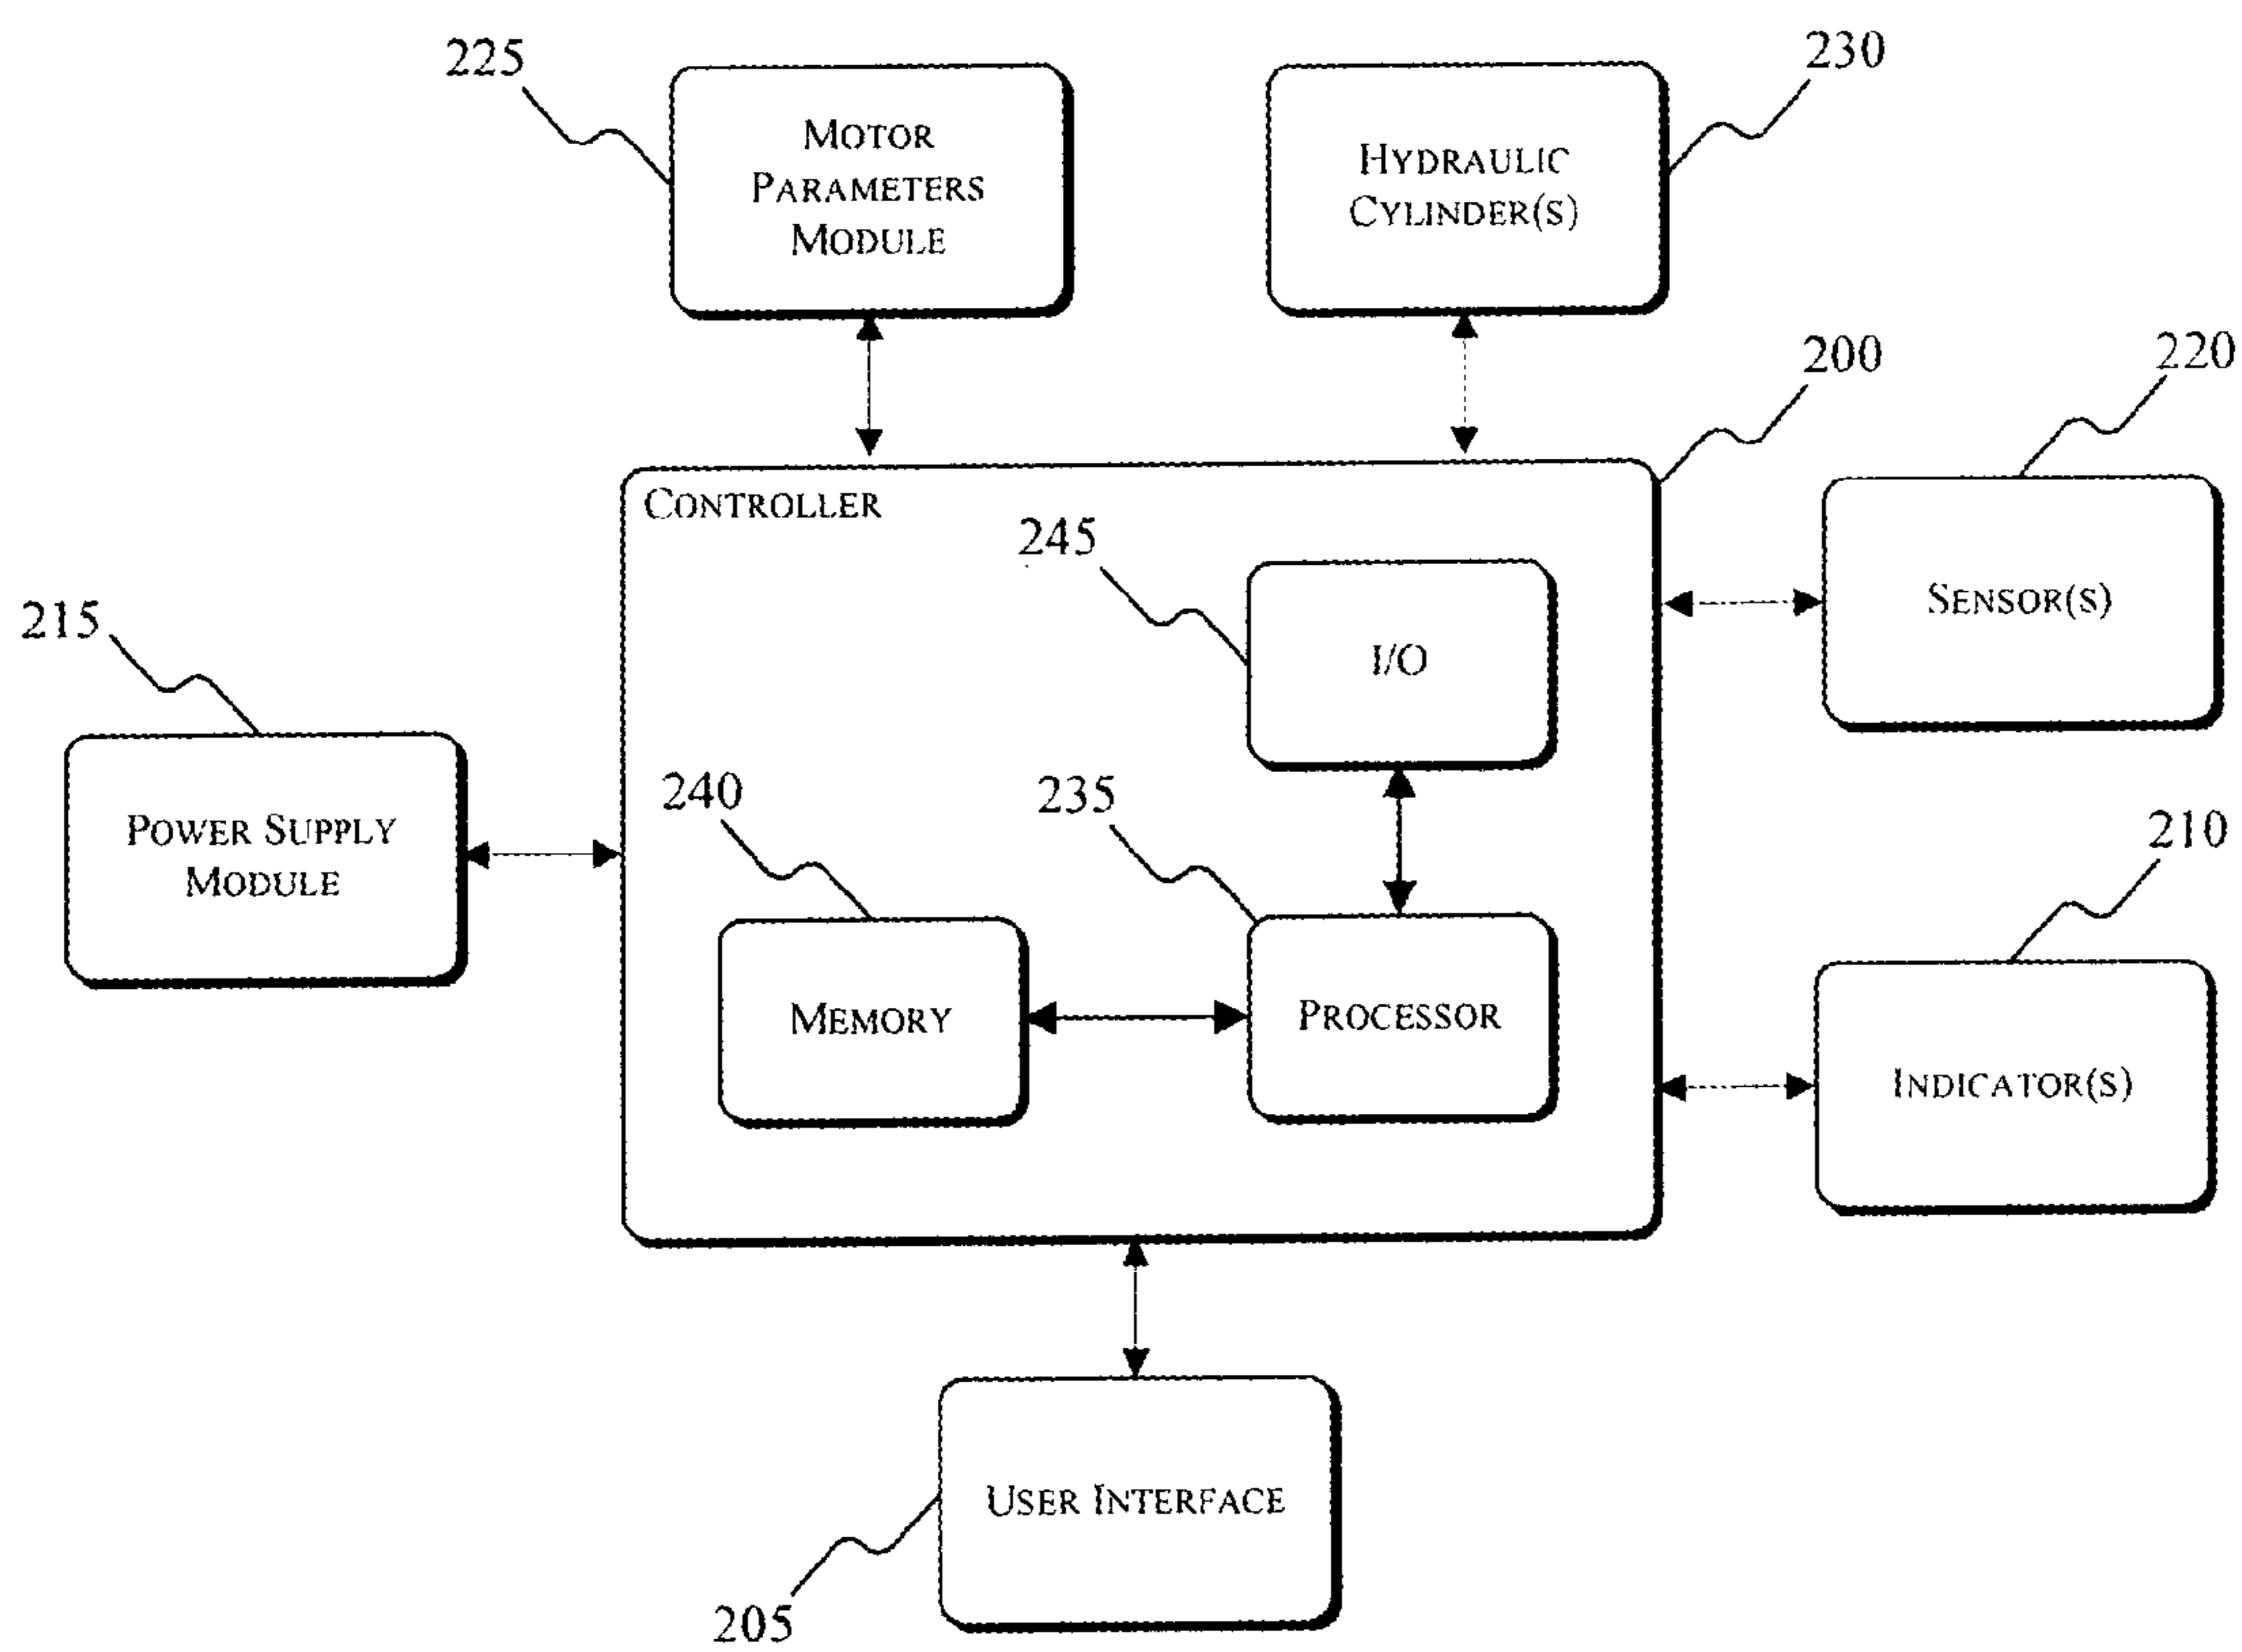 225
MOTOR
PARAMETERS
MODULE
230
HYDRAULIC
CYLINDER(S)
200
220
CONTROLLER
245
I/O
SENSOR(S)
215
POWER SUPPLY
MODULE
240
235
210
MEMORY
PROCESSOR
INDICATOR(S)
USER INTERFACE
205